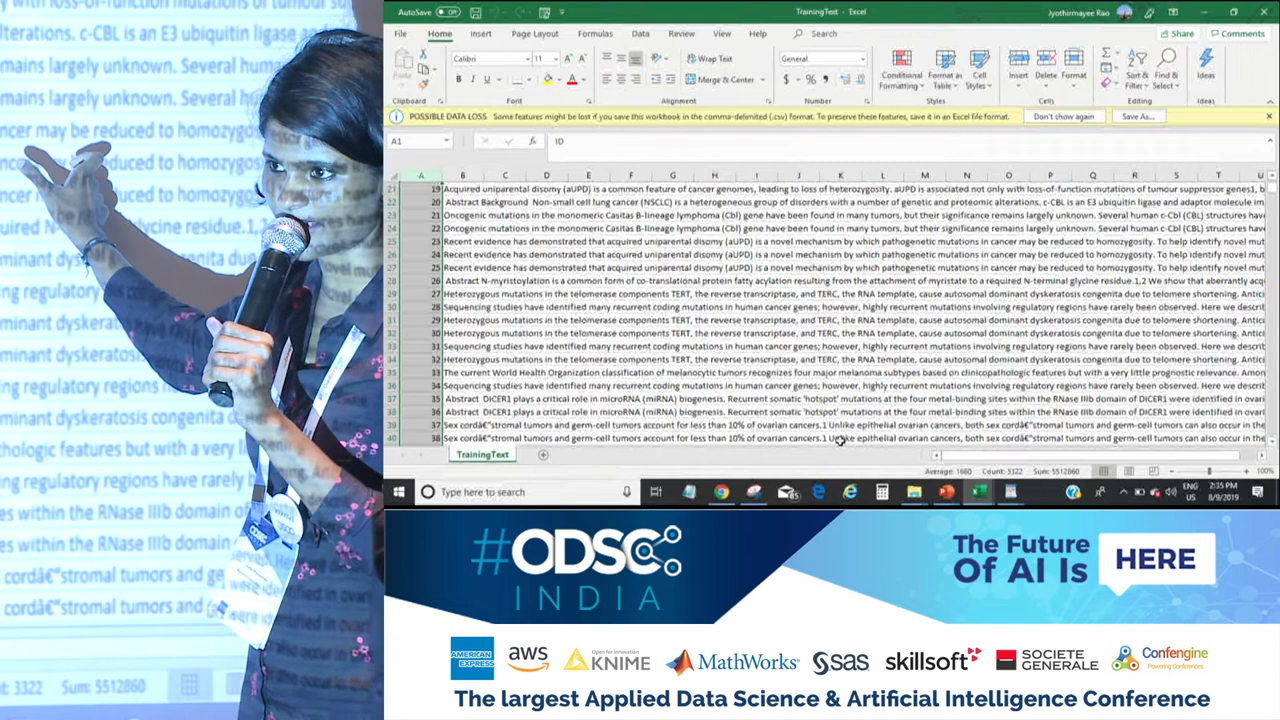 AutoSave Off
TrainingText - Excel
Jyothirmayee Rao
File Home Insert Page Layout Formulas Data Review View Help Search
Share Comments
Calibri 11
Wrap Text
General
Conditional Formatting
Format as Table
Cell Styles
Insert Delete Format
Sort & Filter
Find & Select
Ideas
B I U
Merge & Center
$ % ,
Clipboard Font Alignment Number Styles Cells Editing Ideas
POSSIBLE DATA LOSS Some features might be lost if you save this workbook in the comma-delimited (.csv) format. To preserve these features, save it in an Excel file format. Don't show again Save As...
A1 fx ID
A B C D E F G H I J K L M N O P Q R S T U
21 19 Acquired uniparental disomy (aUPD) is a common feature of cancer genomes, leading to loss of heterozygosity. aUPD is associated not only with loss-of-function mutations of tumour suppressor genes1, b
22 20 Abstract Background Non-small cell lung cancer (NSCLC) is a heterogeneous group of disorders with a number of genetic and proteomic alterations. c-CBL is an E3 ubiquitin ligase and adaptor molecule im
23 21 Oncogenic mutations in the monomeric Casitas B-lineage lymphoma (Cbl) gene have been found in many tumors, but their significance remains largely unknown. Several human c-Cbl (CBL) structures have
24 22 Oncogenic mutations in the monomeric Casitas B-lineage lymphoma (Cbl) gene have been found in many tumors, but their significance remains largely unknown. Several human c-Cbl (CBL) structures have
25 23 Recent evidence has demonstrated that acquired uniparental disomy (aUPD) is a novel mechanism by which pathogenetic mutations in cancer may be reduced to homozygosity. To help identify novel mut
26 24 Recent evidence has demonstrated that acquired uniparental disomy (aUPD) is a novel mechanism by which pathogenetic mutations in cancer may be reduced to homozygosity. To help identify novel mut
27 25 Recent evidence has demonstrated that acquired uniparental disomy (aUPD) is a novel mechanism by which pathogenetic mutations in cancer may be reduced to homozygosity. To help identify novel mut
28 26 Abstract N-myristoylation is a common form of co-translational protein fatty acylation resulting from the attachment of myristate to a required N-terminal glycine residue.1,2 We show that aberrantly ac
29 27 Heterozygous mutations in the telomerase components TERT, the reverse transcriptase, and TERC, the RNA template, cause autosomal dominant dyskeratosis congenita due to telomere shortening. Antici
30 28 Sequencing studies have identified many recurrent coding mutations in human cancer genes; however, highly recurrent mutations involving regulatory regions have rarely been observed. Here we descri
31 29 Heterozygous mutations in the telomerase components TERT, the reverse transcriptase, and TERC, the RNA template, cause autosomal dominant dyskeratosis congenita due to telomere shortening. Antici
32 30 Heterozygous mutations in the telomerase components TERT, the reverse transcriptase, and TERC, the RNA template, cause autosomal dominant dyskeratosis congenita due to telomere shortening. Antici
33 31 Sequencing studies have identified many recurrent coding mutations in human cancer genes; however, highly recurrent mutations involving regulatory regions have rarely been observed. Here we descri
34 32 Heterozygous mutations in the telomerase components TERT, the reverse transcriptase, and TERC, the RNA template, cause autosomal dominant dyskeratosis congenita due to telomere shortening. Antici
35 33 The current World Health Organization classification of melanocytic tumors recognizes four major melanoma subtypes based on clinicopathologic features but with a very little prognostic relevance. Amon
36 34 Sequencing studies have identified many recurrent coding mutations in human cancer genes; however, highly recurrent mutations involving regulatory regions have rarely been observed. Here we descri
37 35 Abstract DICER1 plays a critical role in microRNA (miRNA) biogenesis. Recurrent somatic 'hotspot' mutations at the four metal-binding sites within the RNase IIIb domain of DICER1 were identified in ovari
38 36 Abstract DICER1 plays a critical role in microRNA (miRNA) biogenesis. Recurrent somatic 'hotspot' mutations at the four metal-binding sites within the RNase IIIb domain of DICER1 were identified in ovari
39 37 Sex cordâ€"stromal tumors and germ-cell tumors account for less than 10% of ovarian cancers.1 Unlike epithelial ovarian cancers, both sex cordâ€"stromal tumors and germ-cell tumors can also occur in the
40 38 Sex cordâ€"stromal tumors and germ-cell tumors account for less than 10% of ovarian cancers.1 Unlike epithelial ovarian cancers, both sex cordâ€"stromal tumors and germ-cell tumors can also occur in the
TrainingText
Average: 1660 Count: 3322 Sum: 5512860 100%
Type here to search
85
ENG US
2:35 PM
8/9/2019
#ODSC
INDIA
The Future
Of AI Is HERE
AMERICAN EXPRESS
aws
Open for Innovation
KNIME
MathWorks
sas
skillsoft
SOCIETE GENERALE
Confengine
Powering Conferences
The largest Applied Data Science & Artificial Intelligence Conference